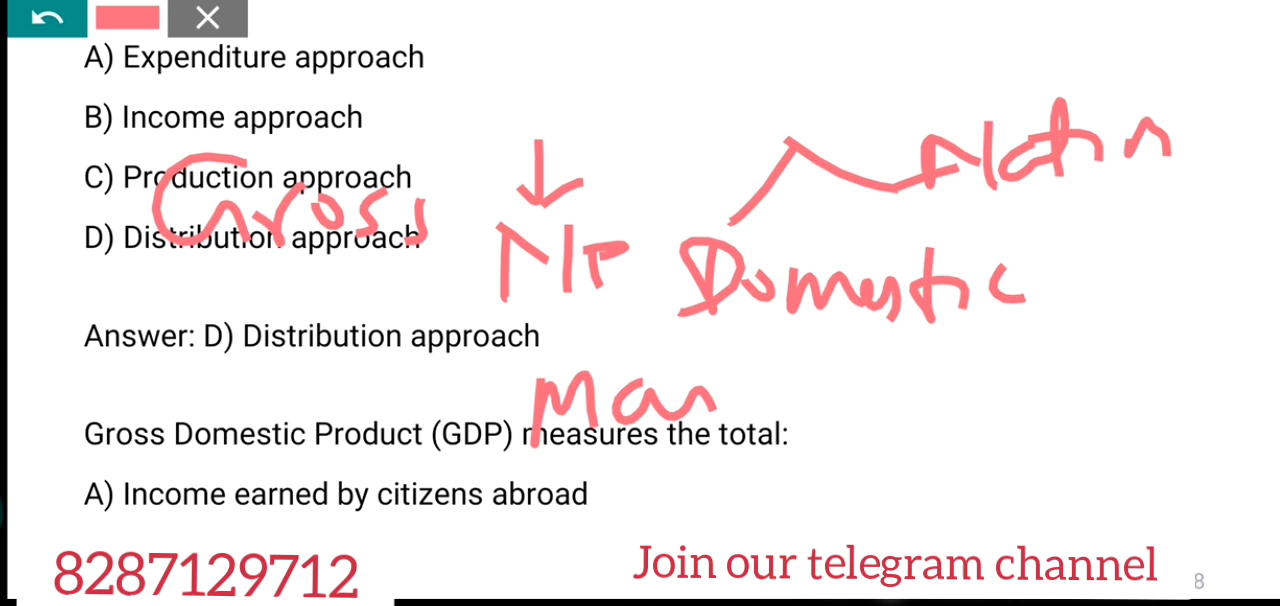 A) Expenditure approach
B) Income approach
C) Production approach
D) Distribution approach
Gross
Domestic
Answer: D) Distribution approach
Gross Domestic Product (GDP) measures the total:
A) Income earned by citizens abroad
8287129712
Join our telegram channel
8